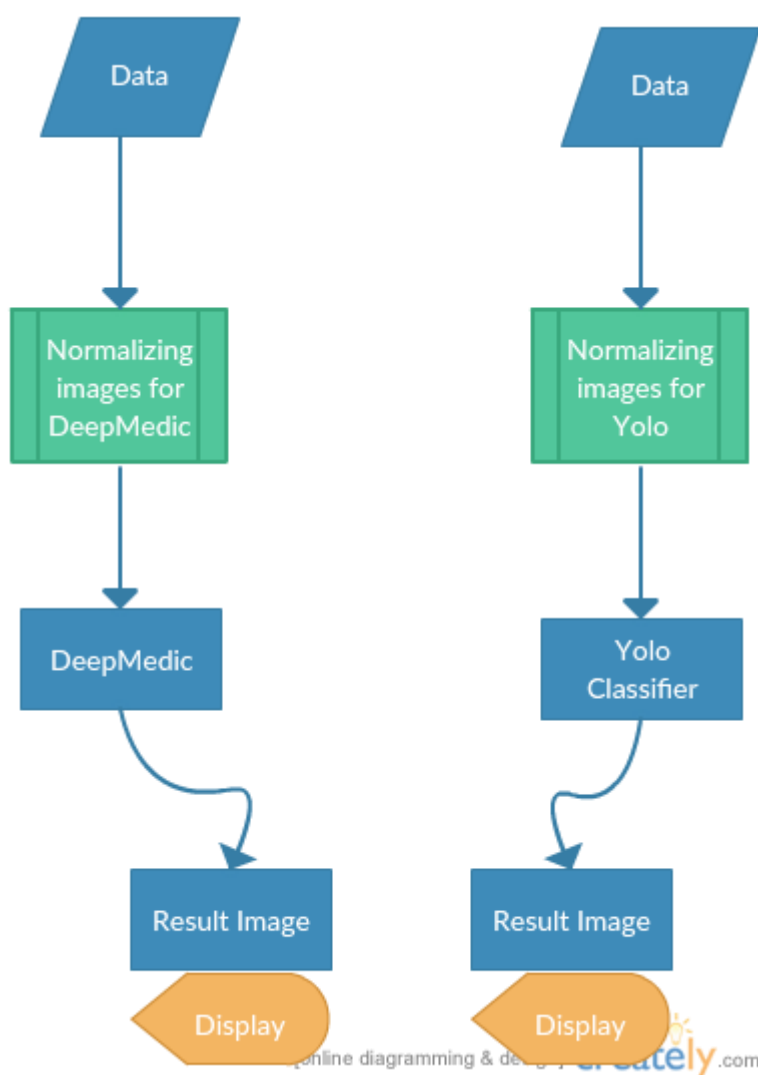 Data
Data
Normalizing
images for
DeepMedic
Normalizing
images for
Yolo
DeepMedic
Yolo
Classifier
Result Image
Result Image
Display
Display
online diagramming &
.com